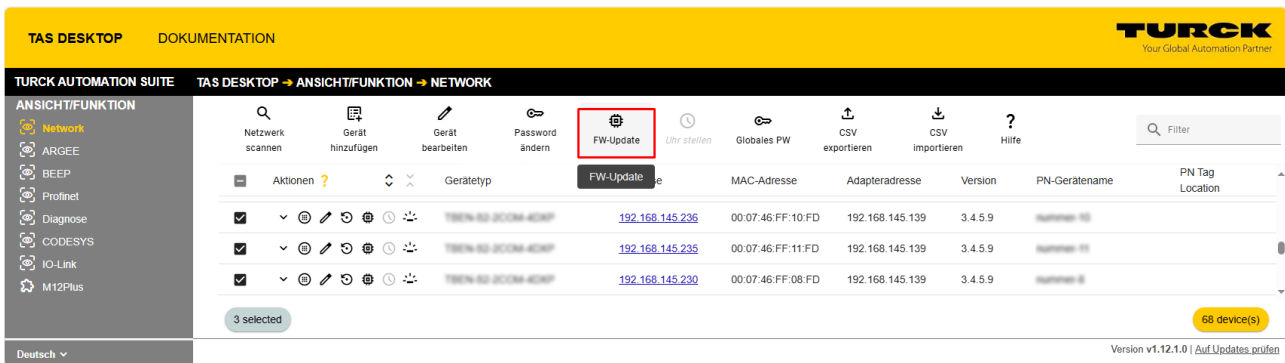 TAS DESKTOP DOKUMENTATION
TURCK
Your Global Automation Partner
TURCK AUTOMATION SUITE TAS DESKTOP ➔ ANSICHT/FUNKTION ➔ NETWORK
ANSICHT/FUNKTION
Network
ARGEE
BEEP
Profinet
Diagnose
CODESYS
IO-Link
M12Plus
Netzwerk scannen
Gerät hinzufügen
Gerät bearbeiten
Password ändern
FW-Update
Uhr stellen
Globales PW
CSV exportieren
CSV importieren
? Hilfe
Filter
Aktionen ? Gerätetyp FW-Update se MAC-Adresse Adapteradresse Version PN-Gerätename PN Tag Location
192.168.145.236 00:07:46:FF:10:FD 192.168.145.139 3.4.5.9
192.168.145.235 00:07:46:FF:11:FD 192.168.145.139 3.4.5.9
192.168.145.230 00:07:46:FF:08:FD 192.168.145.139 3.4.5.9
3 selected 68 device(s)
Deutsch Version v1.12.1.0 | Auf Updates prüfen